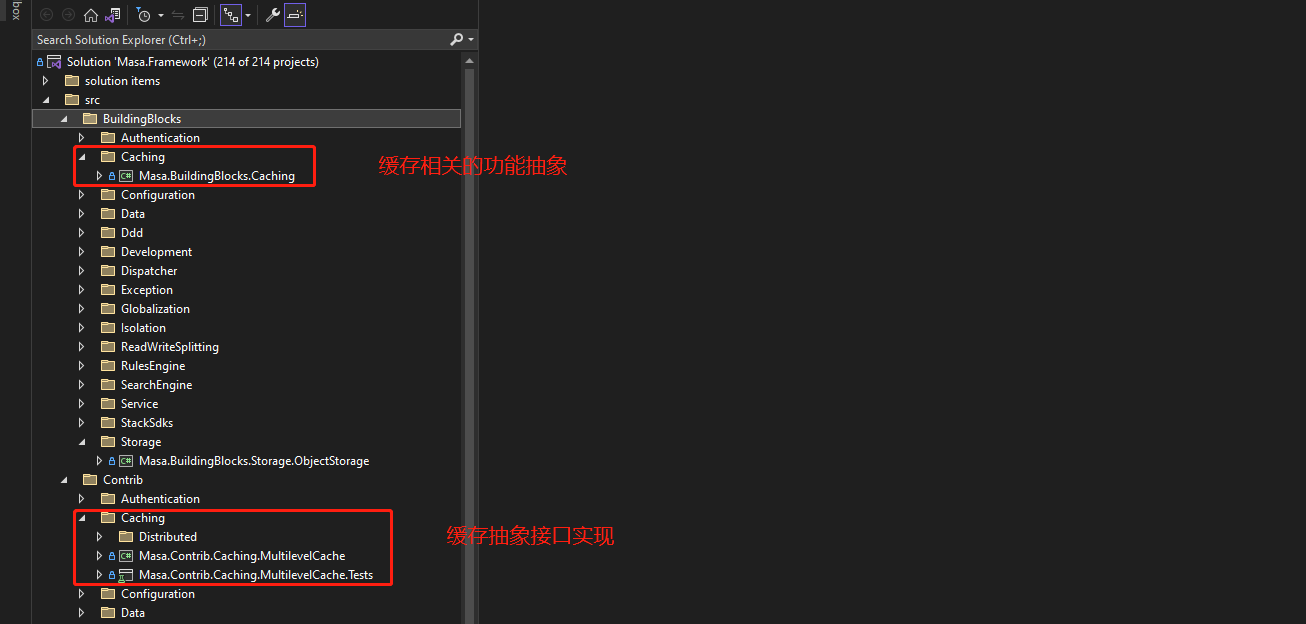 box
Search Solution Explorer (Ctrl+;)
Solution 'Masa.Framework' (214 of 214 projects)
solution items
src
BuildingBlocks
Authentication
Caching
缓存相关的功能抽象
C# Masa.BuildingBlocks.Caching
Configuration
Data
Ddd
Development
Dispatcher
Exception
Globalization
Isolation
ReadWriteSplitting
RulesEngine
SearchEngine
Service
StackSdks
Storage
C# Masa.BuildingBlocks.Storage.ObjectStorage
Contrib
Authentication
Caching
Distributed
缓存抽象接口实现
C# Masa.Contrib.Caching.MultilevelCache
Masa.Contrib.Caching.MultilevelCache.Tests
Configuration
Data